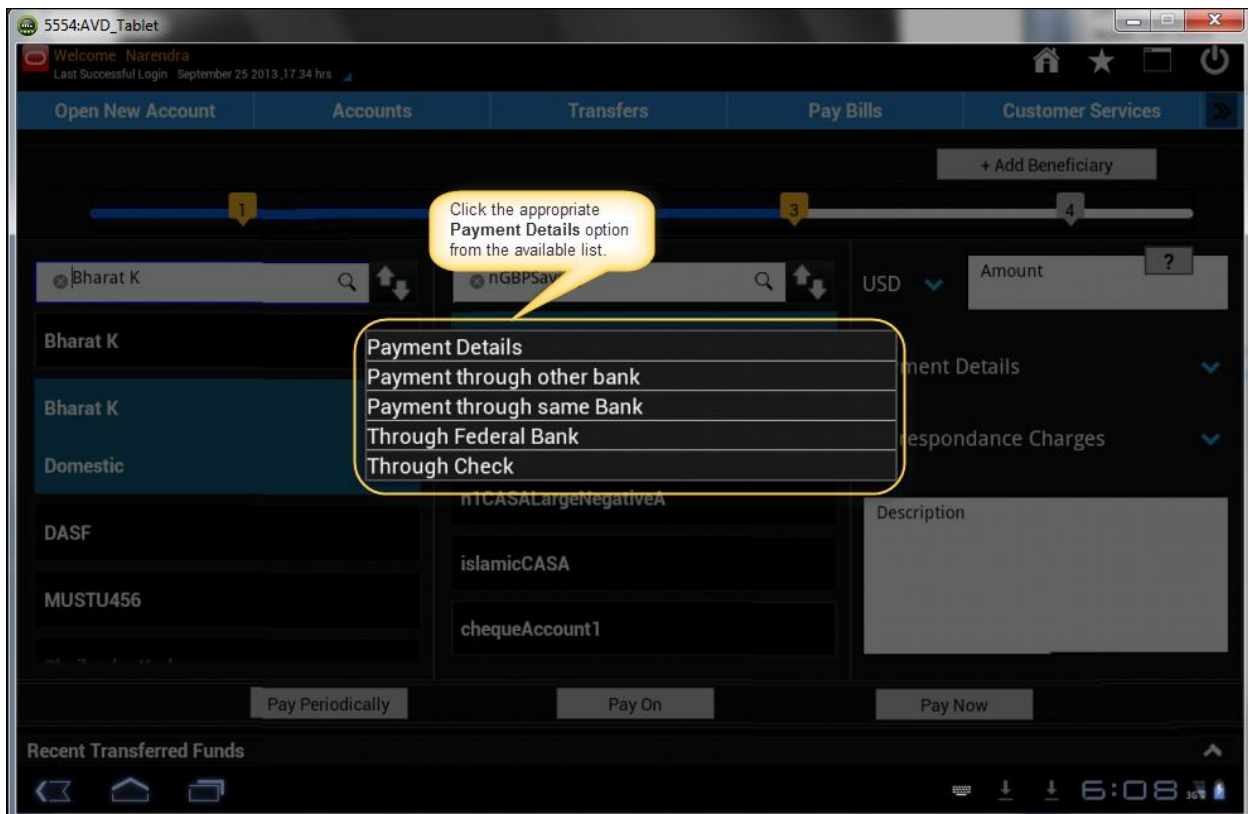 5554:AVD_Tablet
Welcome Narendra
Last Successful Login September 25 2013 ,17.34 hrs
Open New Account
Accounts
Transfers
Pay Bills
Customer Services
+ Add Beneficiary
1
3
4
Click the appropriate
Payment Details option
from the available list.
Bharat K
nGBPSav
USD
Amount
?
Bharat K
Bharat K
Domestic
DASF
MUSTU456
Payment Details
Payment through other bank
Payment through same Bank
Through Federal Bank
Through Check
n1CASALargeNegativeA
islamicCASA
chequeAccount1
ment Details
respondance Charges
Description
Pay Periodically
Pay On
Pay Now
Recent Transferred Funds
6:08
3G